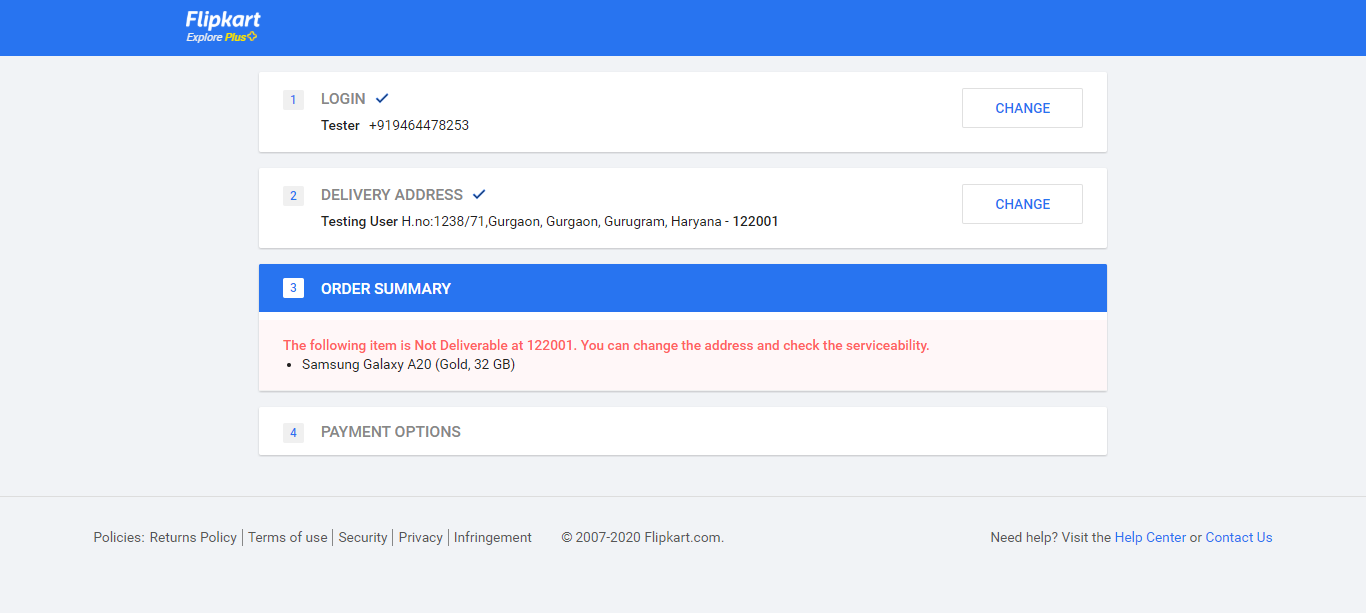 Flipkart
Explore Plus
1 LOGIN
CHANGE
Tester +919464478253
2 DELIVERY ADDRESS
CHANGE
Testing User H.no:1238/71,Gurgaon, Gurgaon, Gurugram, Haryana - 122001
3 ORDER SUMMARY
The following item is Not Deliverable at 122001. You can change the address and check the serviceability.
• Samsung Galaxy A20 (Gold, 32 GB)
4 PAYMENT OPTIONS
Policies: Returns Policy | Terms of use | Security | Privacy | Infringement © 2007-2020 Flipkart.com. Need help? Visit the Help Center or Contact Us